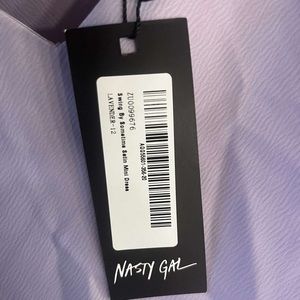 ZU0099676
Swing By Sometime Satin Mini Dress
LAVENDER-12
NASTY GAL